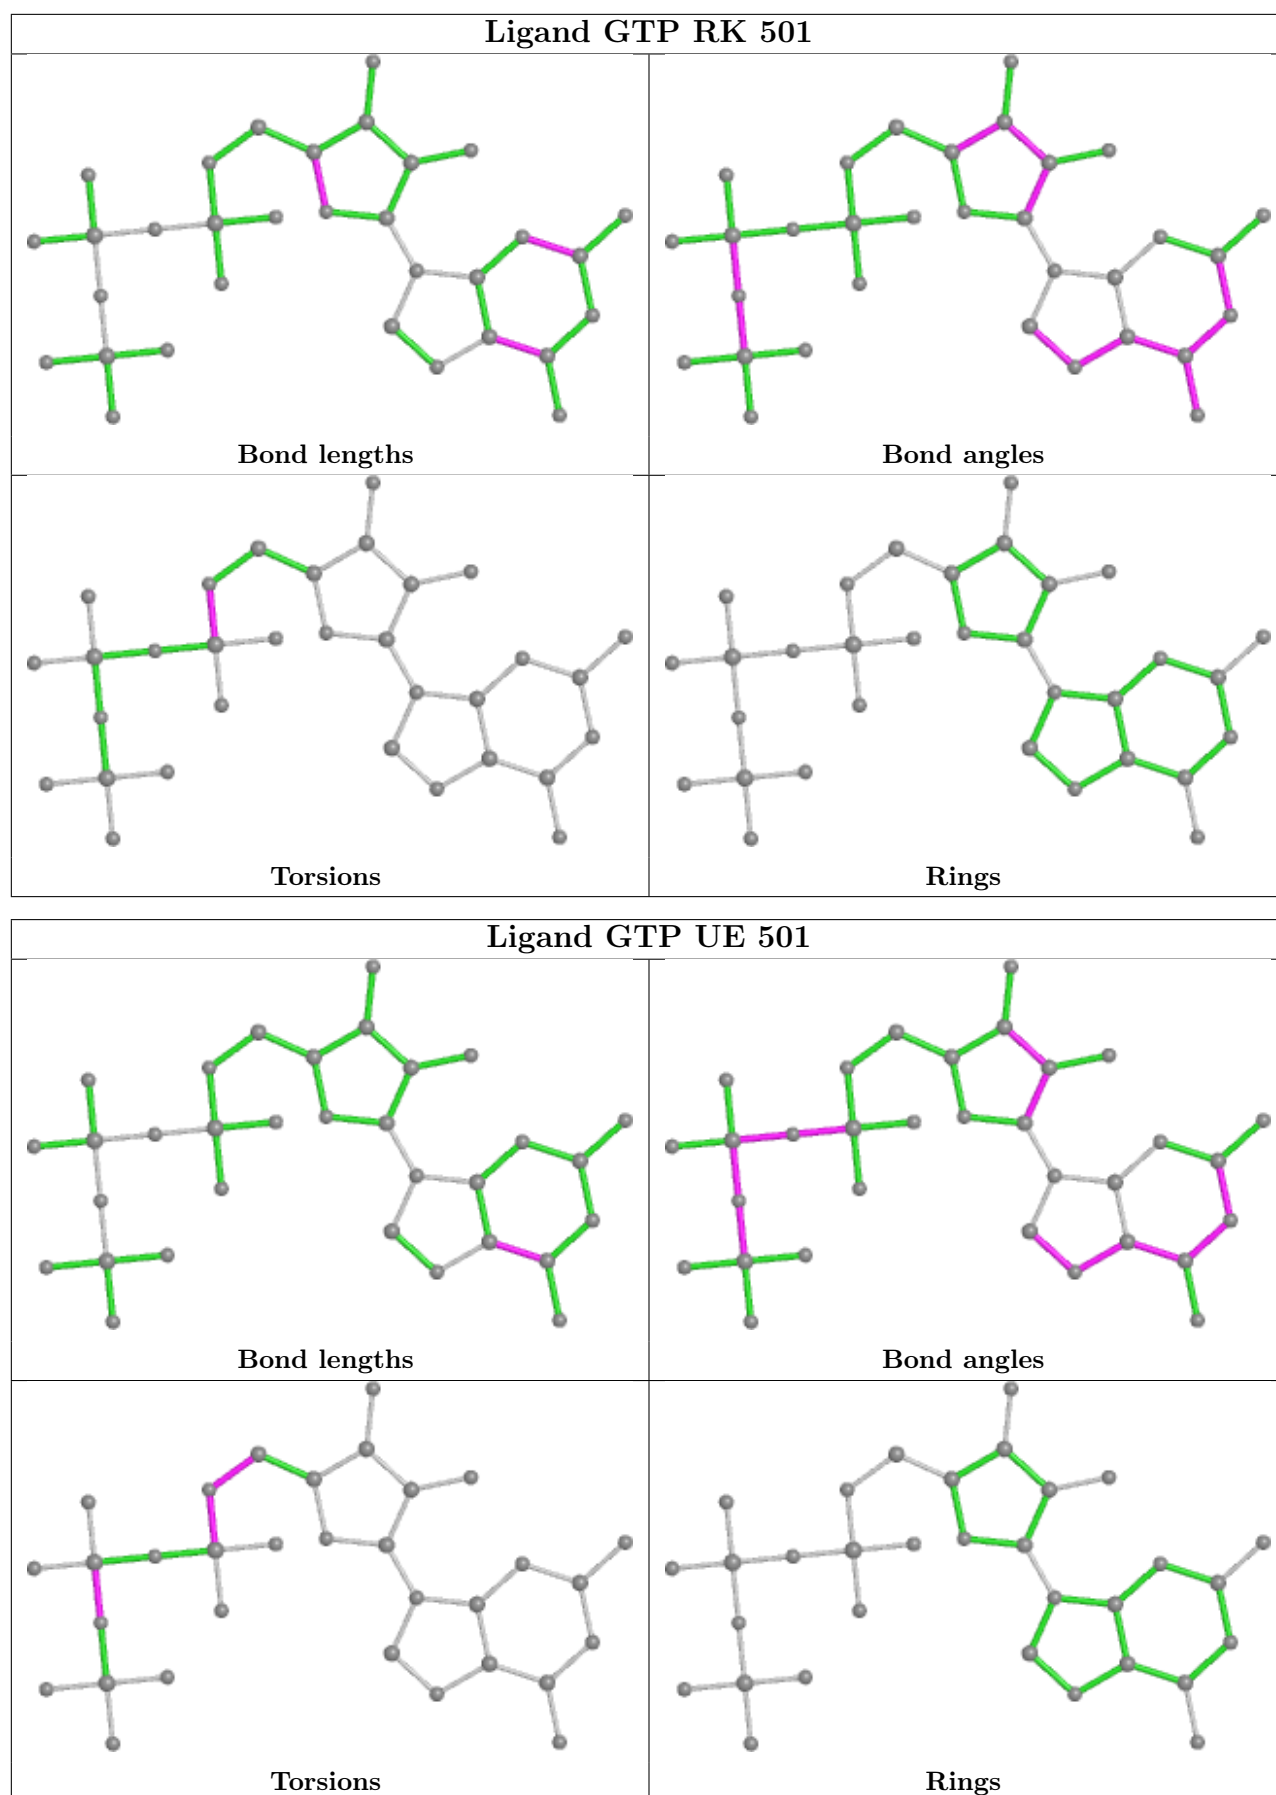 Ligand GTP RK 501
Bond lengths
Bond angles
Torsions
Rings
Ligand GTP UE 501
Bond lengths
Bond angles
Torsions
Rings